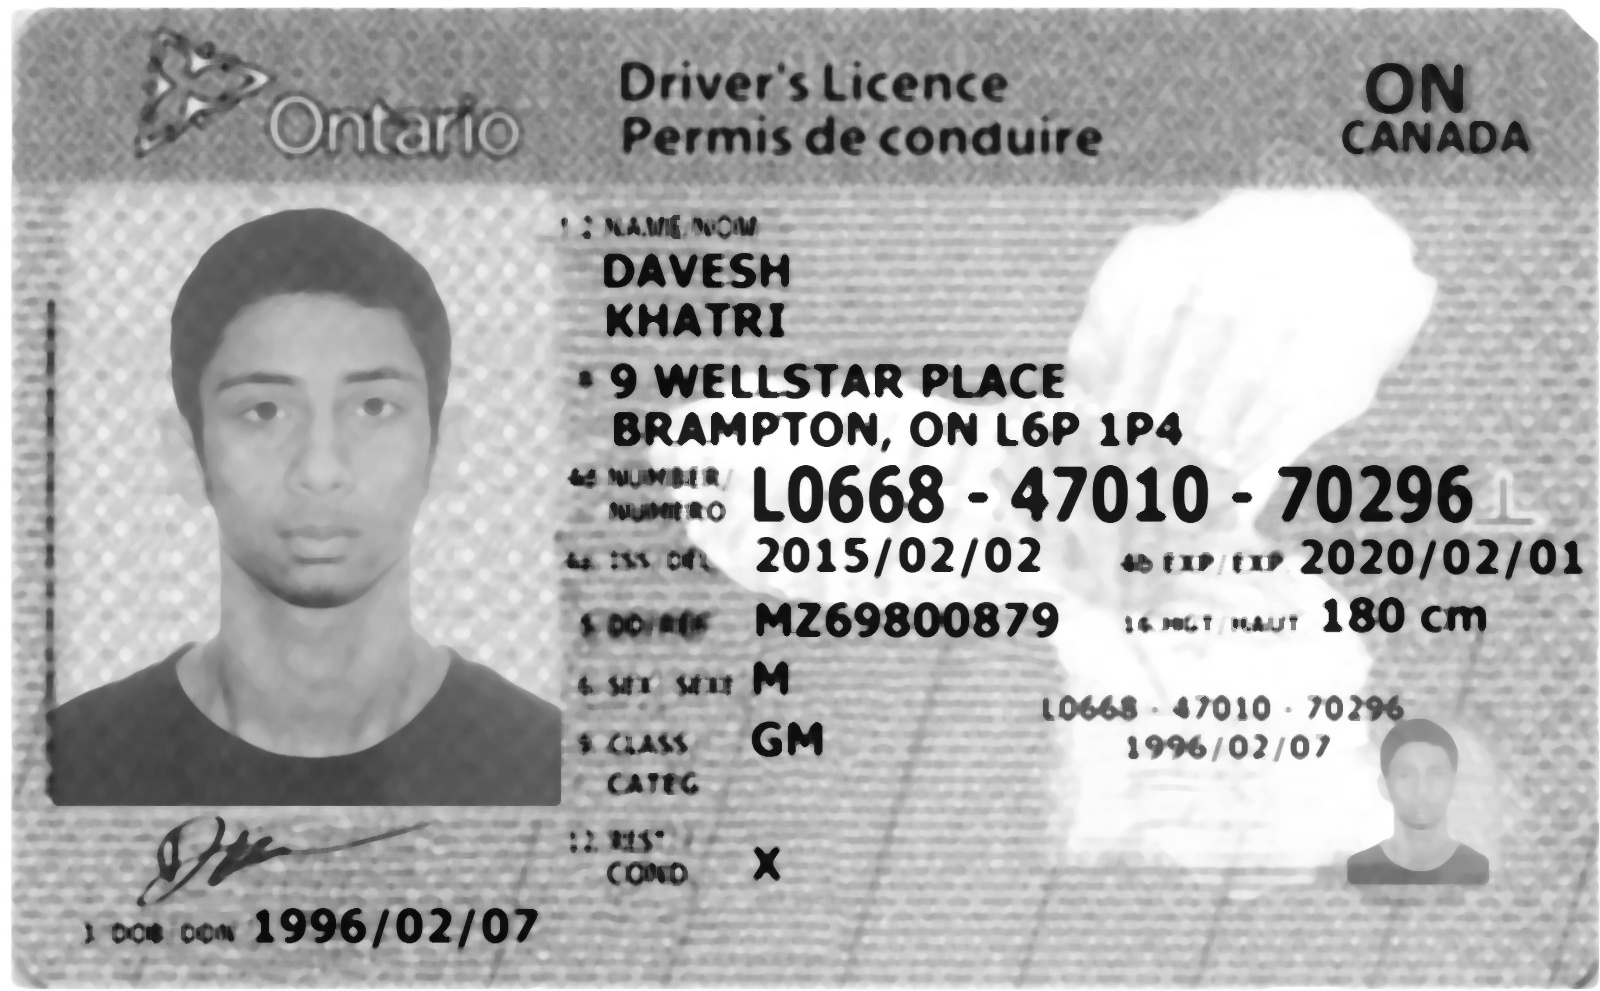 Ontario
Driver's Licence
Permis de conduire
ON
CANADA
1,2 NAME/NOM
DAVESH
KHATRI
8 9 WELLSTAR PLACE
BRAMPTON, ON L6P 1P4
4d NUMBER/
NUMERO
L0668 - 47010 - 70296
4a ISS/DÉL 2015/02/02 4b EXP/EXP 2020/02/01
5 DD/REF MZ69800879 16 HGT/HAUT 180 cm
6 SEX/SEXE M
L0668 - 47010 - 70296
1996/02/07
9 CLASS
CATEG
GM
12 REST/
COND
X
DOB/DDN 1996/02/07